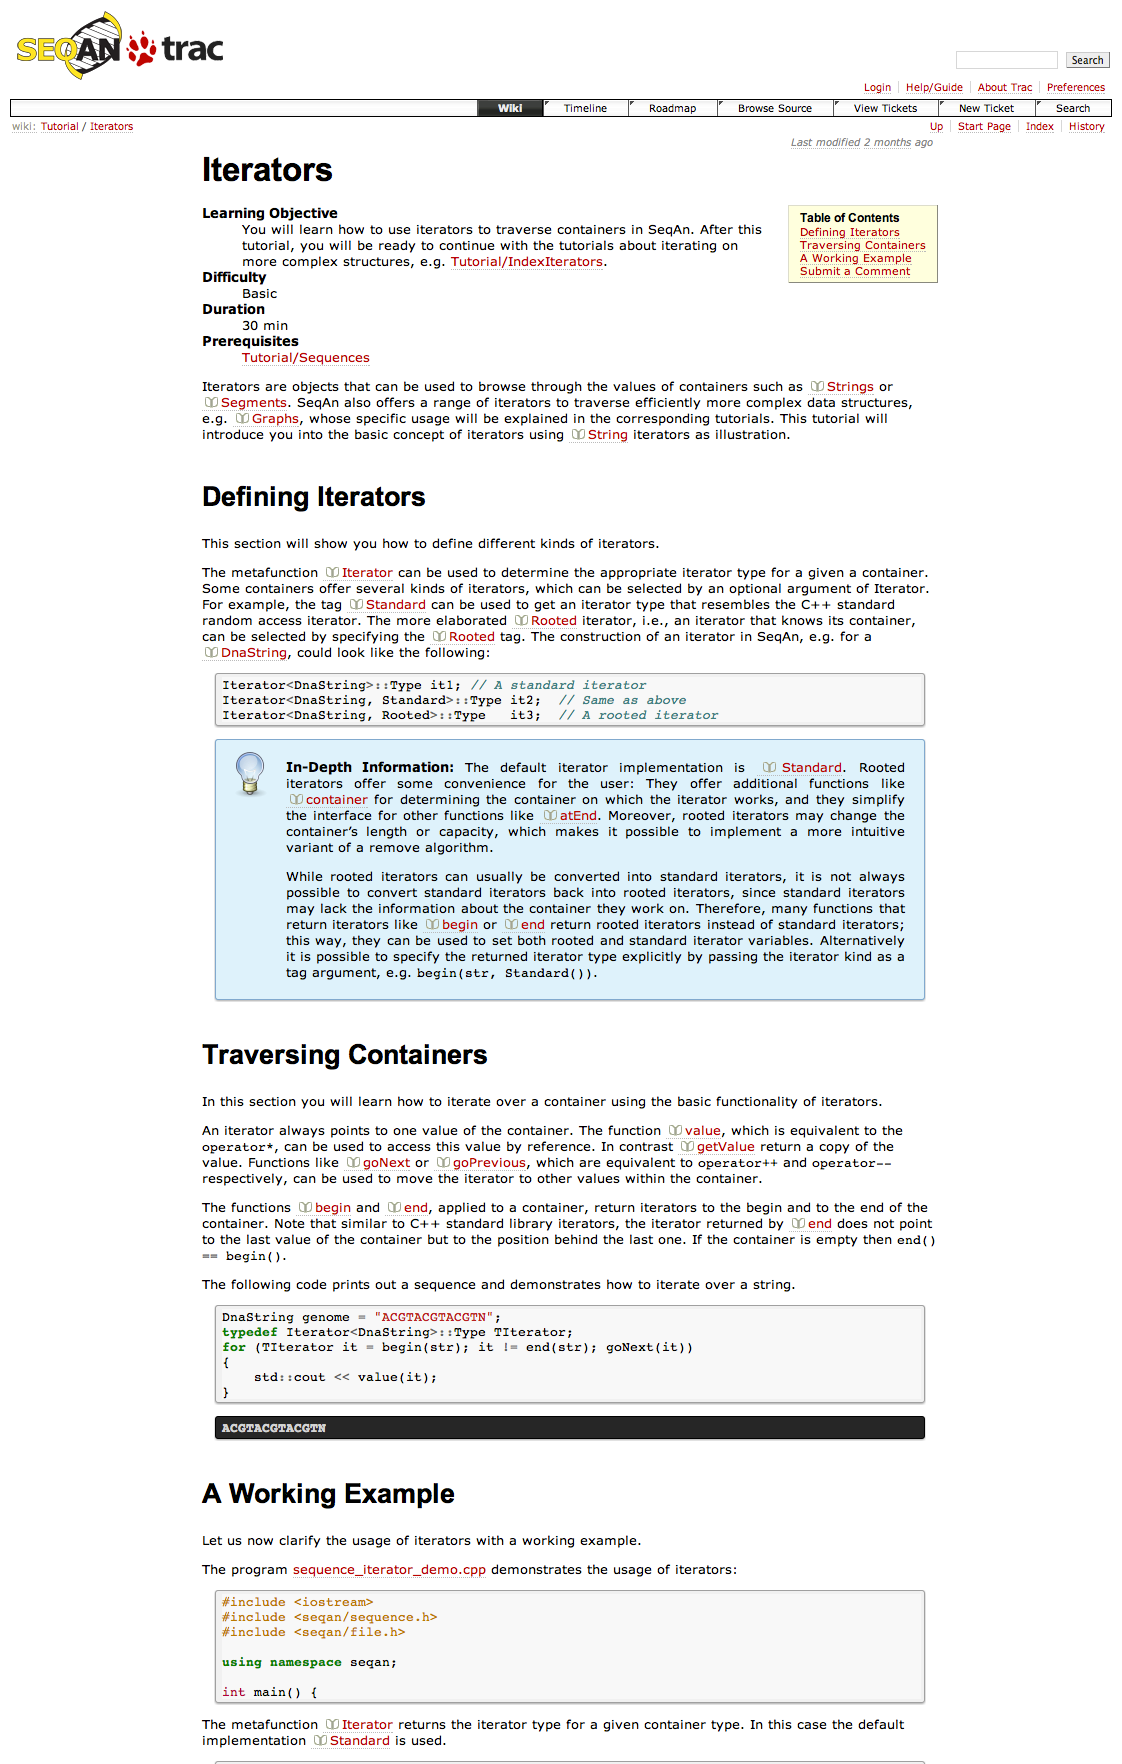 SEQAN trac
Search
Login Help/Guide About Trac Preferences
Wiki Timeline Roadmap Browse Source View Tickets New Ticket Search
wiki: Tutorial / Iterators
Up Start Page Index History
Last modified 2 months ago
Iterators
Table of Contents
Defining Iterators
Traversing Containers
A Working Example
Submit a Comment
Learning Objective
You will learn how to use iterators to traverse containers in SeqAn. After this
tutorial, you will be ready to continue with the tutorials about iterating on
more complex structures, e.g. Tutorial/IndexIterators.
Difficulty
Basic
Duration
30 min
Prerequisites
Tutorial/Sequences
Iterators are objects that can be used to browse through the values of containers such as Strings or
Segments. SeqAn also offers a range of iterators to traverse efficiently more complex data structures,
e.g. Graphs, whose specific usage will be explained in the corresponding tutorials. This tutorial will
introduce you into the basic concept of iterators using String iterators as illustration.
Defining Iterators
This section will show you how to define different kinds of iterators.
The metafunction Iterator can be used to determine the appropriate iterator type for a given a container.
Some containers offer several kinds of iterators, which can be selected by an optional argument of Iterator.
For example, the tag Standard can be used to get an iterator type that resembles the C++ standard
random access iterator. The more elaborated Rooted iterator, i.e., an iterator that knows its container,
can be selected by specifying the Rooted tag. The construction of an iterator in SeqAn, e.g. for a
DnaString, could look like the following:
Iterator<DnaString>::Type it1; // A standard iterator
Iterator<DnaString, Standard>::Type it2;  // Same as above
Iterator<DnaString, Rooted>::Type   it3;  // A rooted iterator
In-Depth Information: The default iterator implementation is Standard. Rooted
iterators offer some convenience for the user: They offer additional functions like
container for determining the container on which the iterator works, and they simplify
the interface for other functions like atEnd. Moreover, rooted iterators may change the
container's length or capacity, which makes it possible to implement a more intuitive
variant of a remove algorithm.
While rooted iterators can usually be converted into standard iterators, it is not always
possible to convert standard iterators back into rooted iterators, since standard iterators
may lack the information about the container they work on. Therefore, many functions that
return iterators like begin or end return rooted iterators instead of standard iterators;
this way, they can be used to set both rooted and standard iterator variables. Alternatively
it is possible to specify the returned iterator type explicitly by passing the iterator kind as a
tag argument, e.g. begin(str, Standard()).
Traversing Containers
In this section you will learn how to iterate over a container using the basic functionality of iterators.
An iterator always points to one value of the container. The function value, which is equivalent to the
operator*, can be used to access this value by reference. In contrast getValue return a copy of the
value. Functions like goNext or goPrevious, which are equivalent to operator++ and operator--
respectively, can be used to move the iterator to other values within the container.
The functions begin and end, applied to a container, return iterators to the begin and to the end of the
container. Note that similar to C++ standard library iterators, the iterator returned by end does not point
to the last value of the container but to the position behind the last one. If the container is empty then end()
== begin().
The following code prints out a sequence and demonstrates how to iterate over a string.
DnaString genome = "ACGTACGTACGTN";
typedef Iterator<DnaString>::Type TIterator;
for (TIterator it = begin(str); it != end(str); goNext(it))
{
    std::cout << value(it);
}
ACGTACGTACGTN
A Working Example
Let us now clarify the usage of iterators with a working example.
The program sequence_iterator_demo.cpp demonstrates the usage of iterators:
#include <iostream>
#include <seqan/sequence.h>
#include <seqan/file.h>
using namespace seqan;
int main() {
The metafunction Iterator returns the iterator type for a given container type. In this case the default
implementation Standard is used.